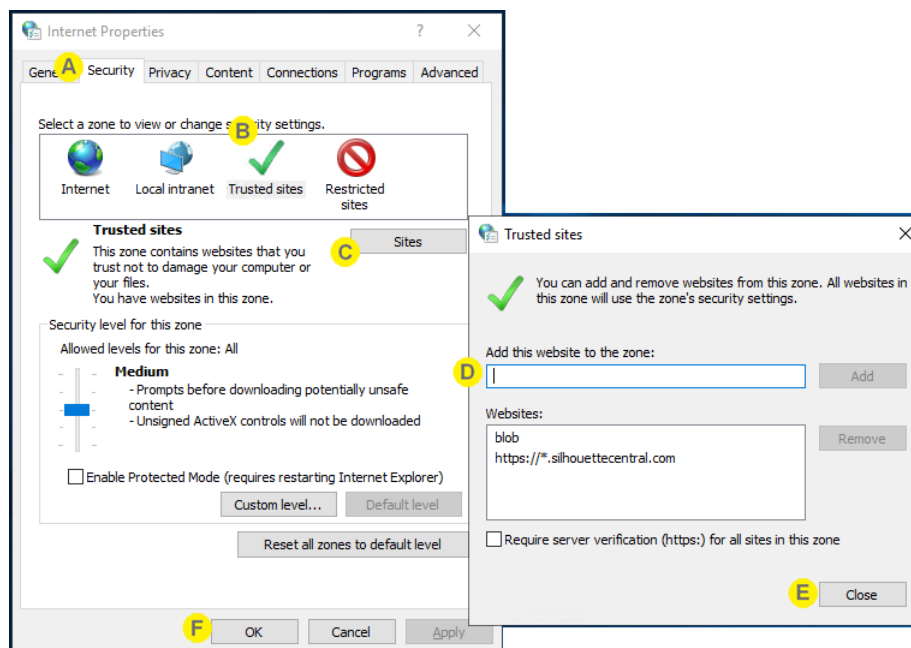 Internet Properties
?
A
Gene
Security
Privacy
Content
Connections
Programs
Advanced
Select a zone to view or change s
ity settings.
B
Internet
Local intranet
Trusted sites
Restricted
sites
Trusted sites
This zone contains websites that you
trust not to damage your computer or
your files.
You have websites in this zone.
C
Sites
Security level for this zone
Allowed levels for this zone: All
Medium
- Prompts before downloading potentially unsafe
content
- Unsigned ActiveX controls will not be downloaded
Enable Protected Mode (requires restarting Internet Explorer)
Custom level...
Default level
Reset all zones to default level
F
OK
Cancel
Apply
Trusted sites
You can add and remove websites from this zone. All websites in
this zone will use the zone's security settings.
Add this website to the zone:
D
Add
Websites:
blob
https://*.silhouettecentral.com
Remove
Require server verification (https:) for all sites in this zone
E
Close